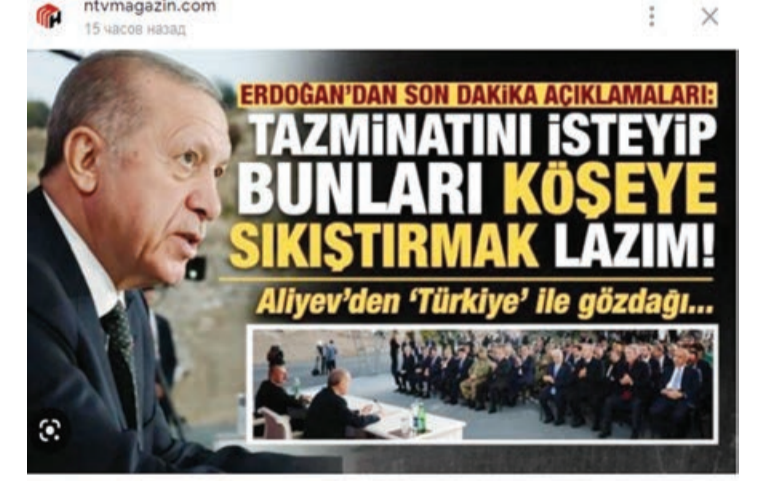 ntvmagazin.com
15 часов назад
ERDOĞAN'DAN SON DAKİKA AÇIKLAMALARI:
TAZMİNATINI İSTEYİP
BUNLARI KÖŞEYE
SIKIŞTIRMAK LAZIM!
Aliyev'den 'Türkiye' ile gözdağı...